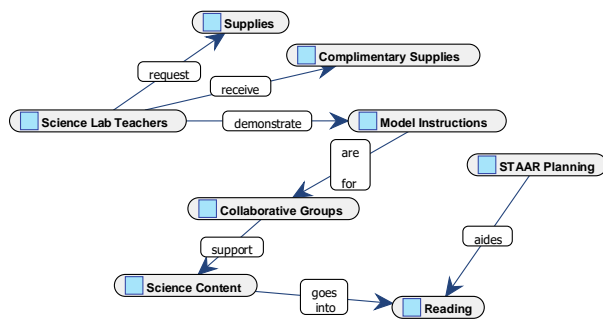 Supplies
Complimentary Supplies
request
receive
Science Lab Teachers
demonstrate
Model Instructions
are
for
STAAR Planning
Collaborative Groups
aides
support
Science Content
goes
into
Reading